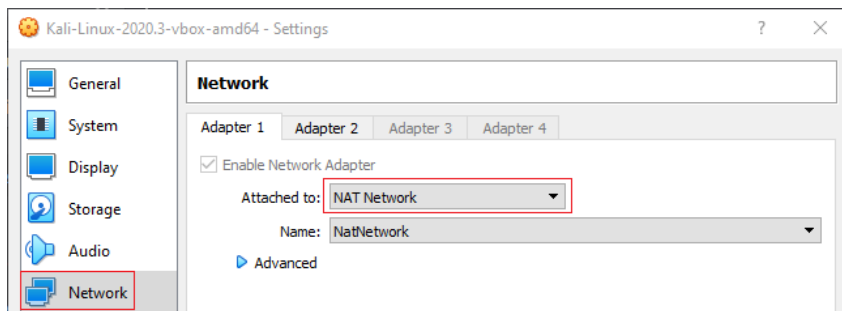 Kali-Linux-2020.3-vbox-amd64 - Settings ?
General
System
Display
Storage
Audio
Network
Network
Adapter 1 Adapter 2 Adapter 3 Adapter 4
Enable Network Adapter
Attached to: NAT Network
Name: NatNetwork
Advanced